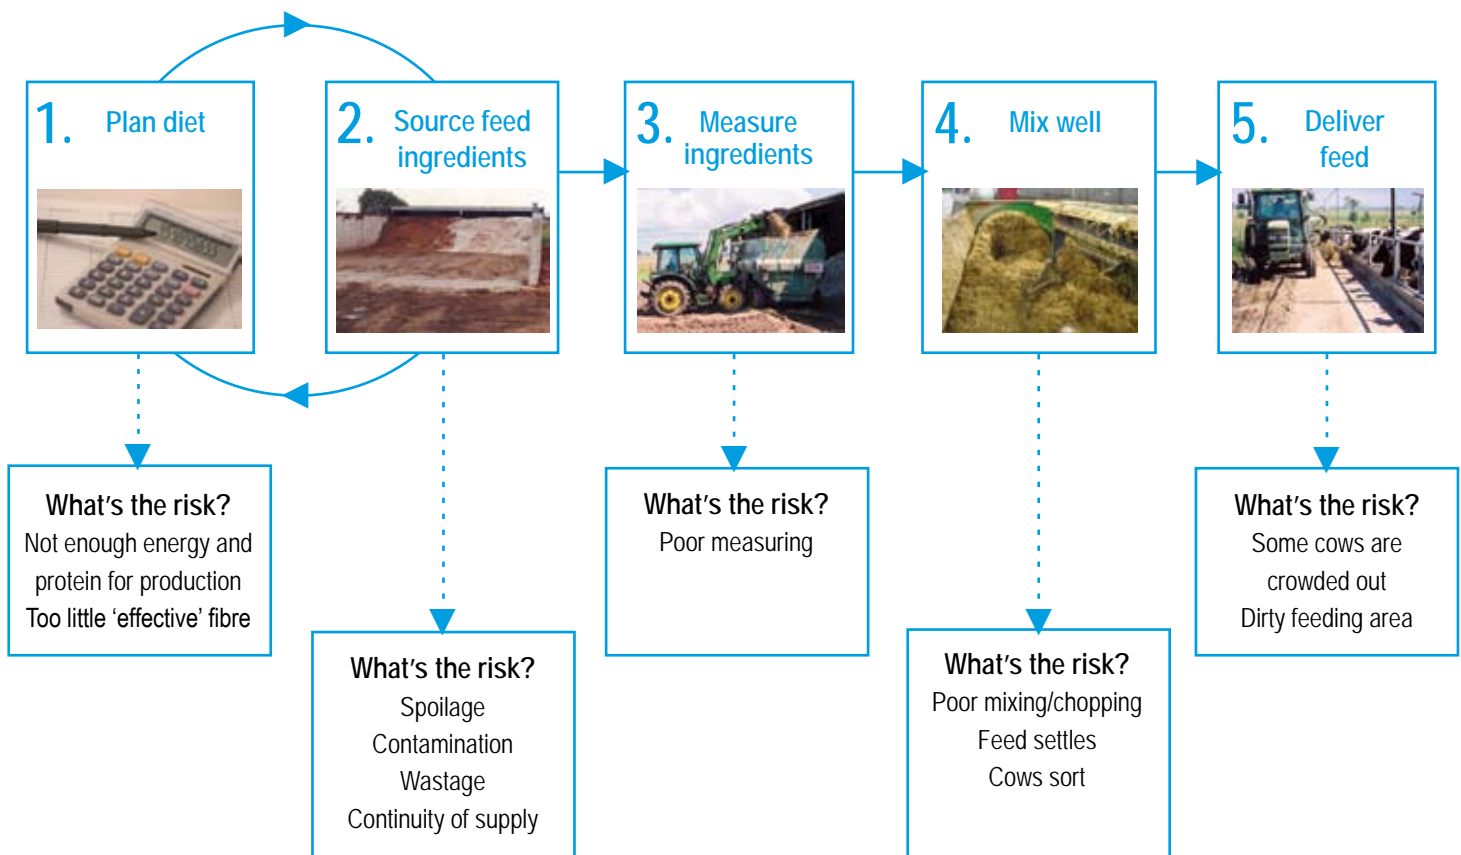 1. Plan diet
2. Source feed
ingredients
3. Measure
ingredients
4. Mix well
5. Deliver
feed
What's the risk?
Not enough energy and
protein for production
Too little ‘effective’ fibre
What's the risk?
Spoilage
Contamination
Wastage
Continuity of supply
What's the risk?
Poor measuring
What's the risk?
Poor mixing/chopping
Feed settles
Cows sort
What's the risk?
Some cows are
crowded out
Dirty feeding area